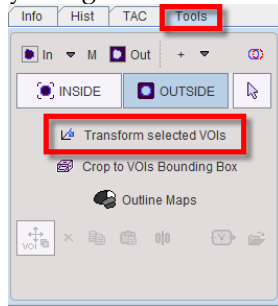 Info Hist TAC Tools
In M Out +
INSIDE OUTSIDE
Transform selected VOIs
Crop to VOIs Bounding Box
Outline Maps
VOI